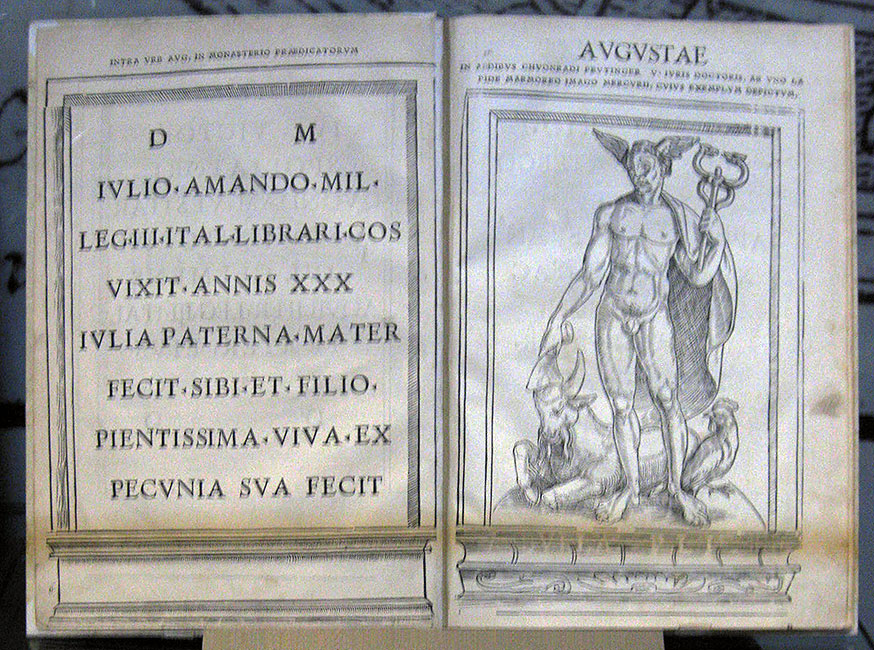 INTRA VRB AVG, IN MONASTERIO PRÆDICATORVM
D M
IVLIO·AMANDO·MIL·
LEG·III·ITAL·LIBRARI·COS
VIXIT·ANNIS XXX
IVLIA PATERNA·MATER
FECIT·SIBI·ET·FILIO·
PIENTISSIMA·VIVA·EX
PECVNIA SVA FECIT
AVGVSTAE
IN AEDIBVS CHVONRADI PEVTINGER V· IVRIS DOCTORIS, AB VNO LA
PIDE MARMOREO IMAGO MERCVRII, CVIVS EXEMPLVM DEPICTVM,